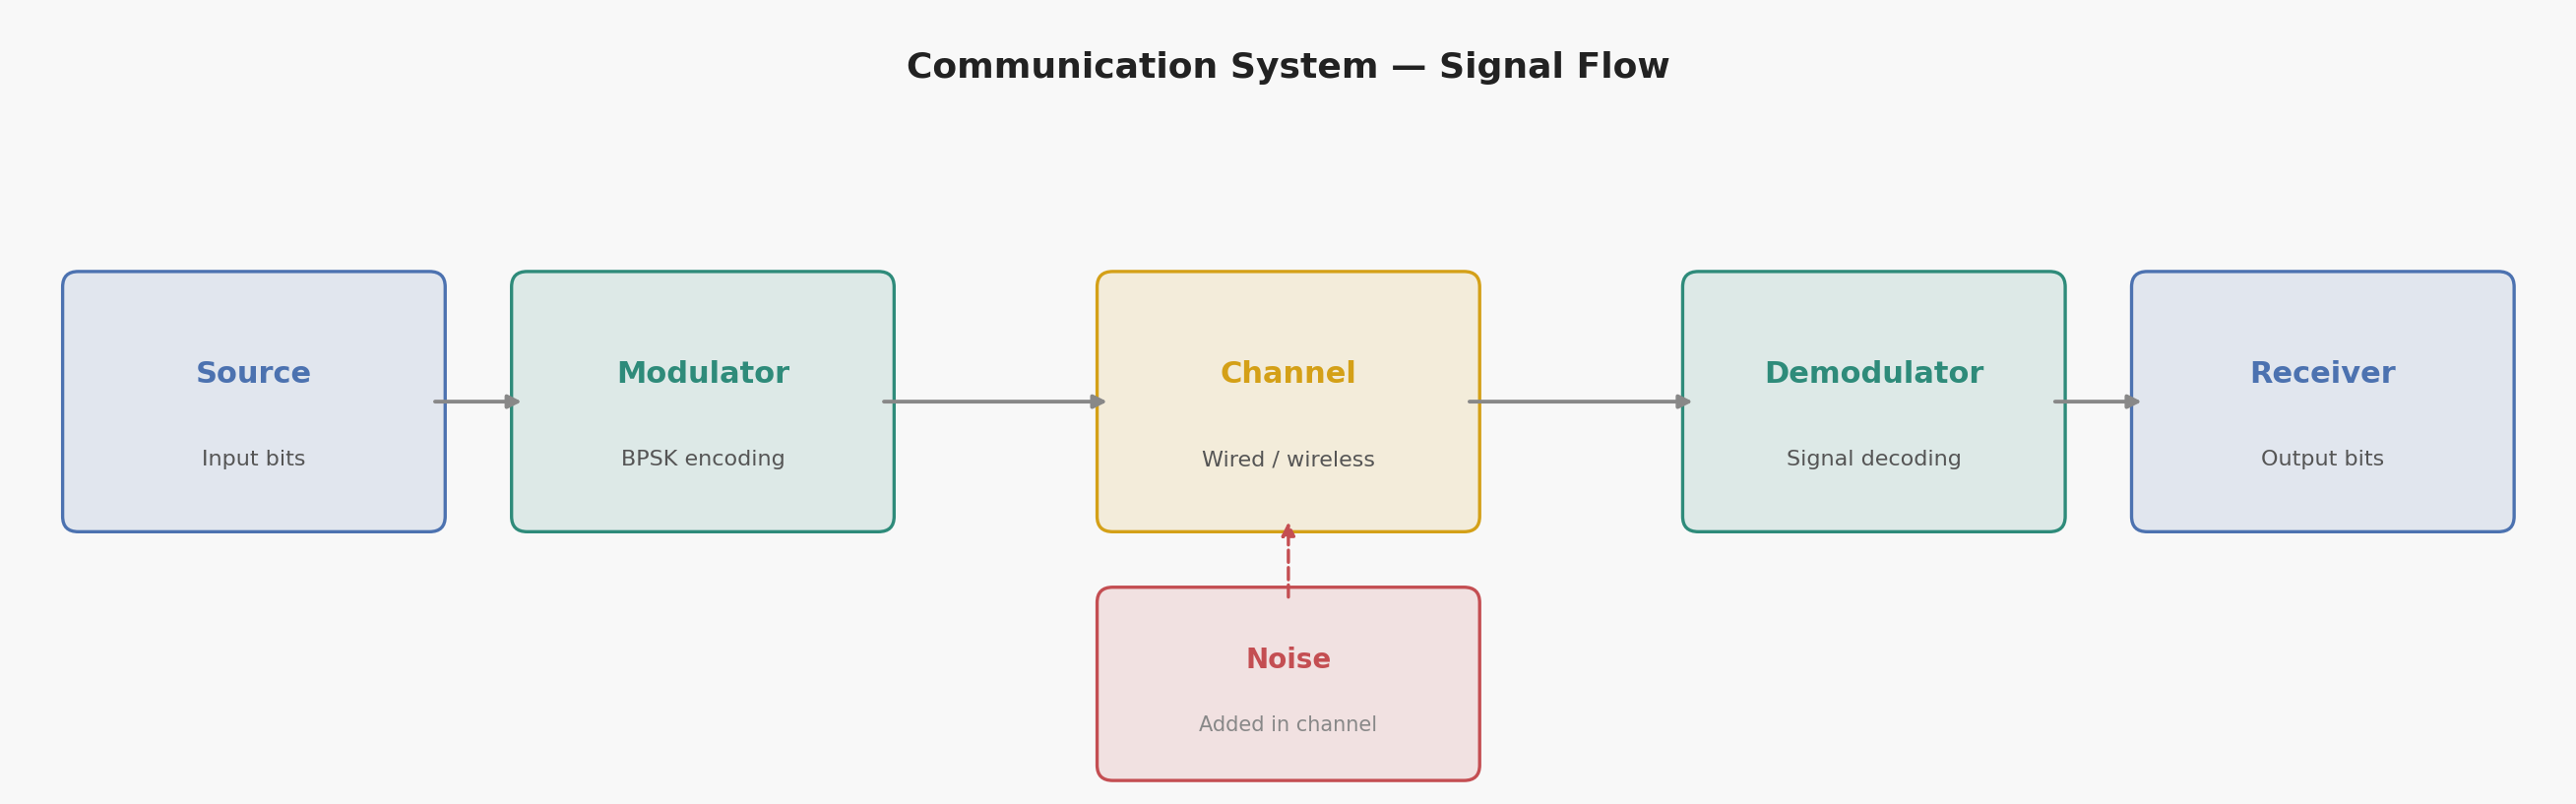 Communication System — Signal Flow
Source
Input bits
Modulator
BPSK encoding
Channel
Wired / wireless
Demodulator
Signal decoding
Receiver
Output bits
Noise
Added in channel